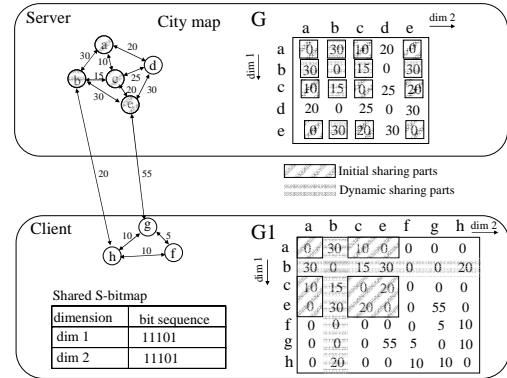 Server
City map
G
dim 2
a b c d e
dim 1
a 0 30 10 20 0
b 30 0 15 0 30
c 10 15 0 25 20
d 20 0 25 0 30
e 0 30 20 30 0
a
20
30
10
d
b
15
c
25
30
20
30
e
20
55
Initial sharing parts
Dynamic sharing parts
Client
g
10
5
h
10
f
Shared S-bitmap
dimension bit sequence
dim 1 11101
dim 2 11101
G1
dim 2
a b c e f g h
dim 1
a 0 30 10 0 0 0 0
b 30 0 15 30 0 0 20
c 10 15 0 20 0 0 0
e 0 30 20 0 0 55 0
f 0 0 0 0 0 5 10
g 0 0 0 55 5 0 10
h 0 20 0 0 10 10 0